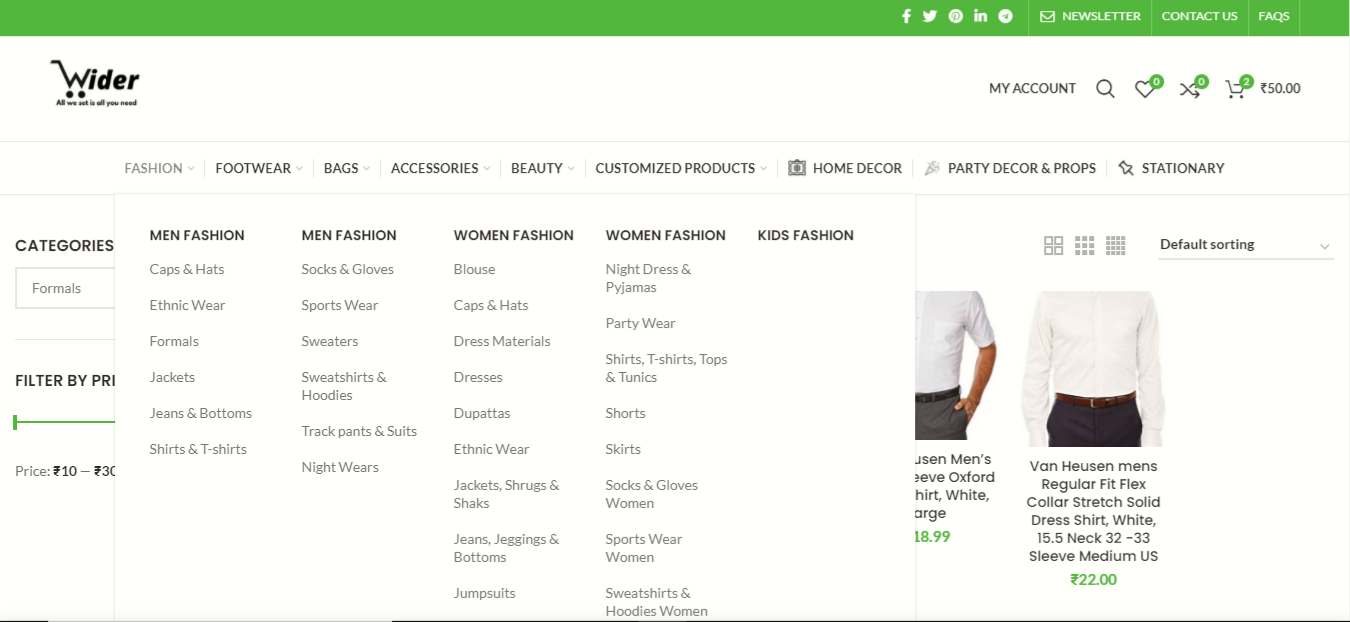 NEWSLETTER CONTACT US FAQS
Wider
All we set is all you need
MY ACCOUNT 0 0 2 ₹50.00
FASHION FOOTWEAR BAGS ACCESSORIES BEAUTY CUSTOMIZED PRODUCTS HOME DECOR PARTY DECOR & PROPS STATIONARY
CATEGORIES
Formals
FILTER BY PRI
Price: ₹10 — ₹30
MEN FASHION
Caps & Hats
Ethnic Wear
Formals
Jackets
Jeans & Bottoms
Shirts & T-shirts
MEN FASHION
Socks & Gloves
Sports Wear
Sweaters
Sweatshirts &
Hoodies
Track pants & Suits
Night Wears
WOMEN FASHION
Blouse
Caps & Hats
Dress Materials
Dresses
Dupattas
Ethnic Wear
Jackets, Shrugs &
Shaks
Jeans, Jeggings &
Bottoms
Jumpsuits
WOMEN FASHION
Night Dress &
Pyjamas
Party Wear
Shirts, T-shirts, Tops
& Tunics
Shorts
Skirts
Socks & Gloves
Women
Sports Wear
Women
Sweatshirts &
Hoodies Women
KIDS FASHION
Default sorting
usen Men's
eeve Oxford
hirt, White,
arge
18.99
Van Heusen mens
Regular Fit Flex
Collar Stretch Solid
Dress Shirt, White,
15.5 Neck 32 -33
Sleeve Medium US
₹22.00